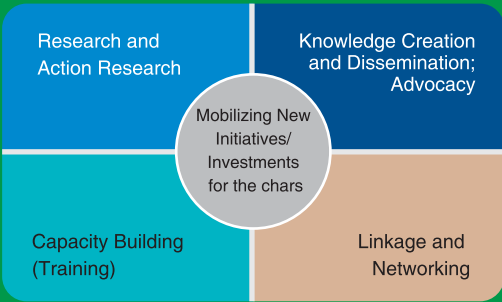 Research and
Action Research
Knowledge Creation
and Dissemination;
Advocacy
Mobilizing New
Initiatives/
Investments
for the chars
Capacity Building
(Training)
Linkage and
Networking